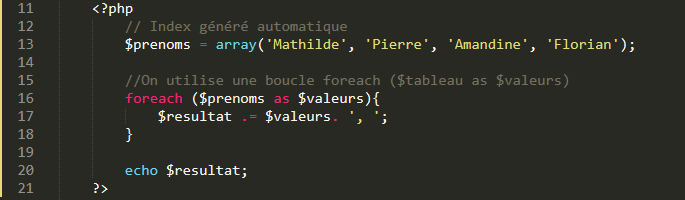 11 <?php
12 // Index généré automatique
13 $prenoms = array('Mathilde', 'Pierre', 'Amandine', 'Florian');
14
15 //On utilise une boucle foreach ($tableau as $valeurs)
16 foreach ($prenoms as $valeurs){
17 $resultat .= $valeurs. ', ';
18 }
19
20 echo $resultat;
21 ?>